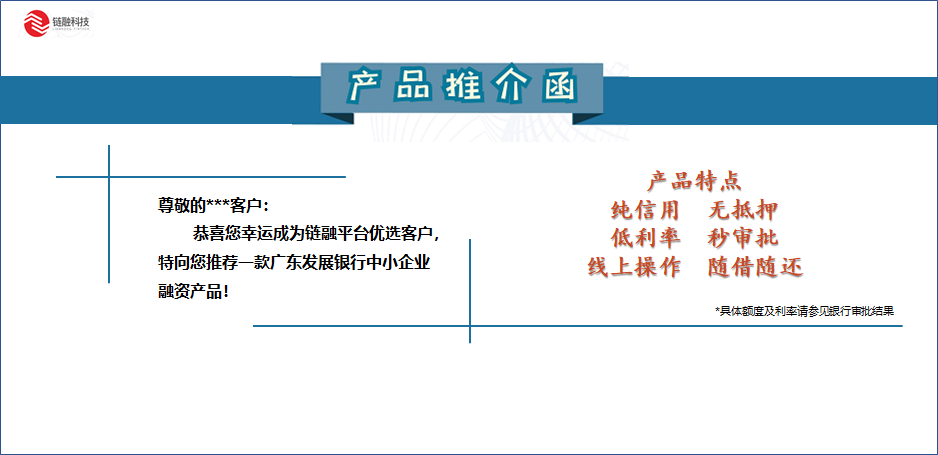 链融科技
产品推介函
尊敬的***客户：
恭喜您幸运成为链融平台优选客户，
特向您推荐一款广东发展银行中小企业
融资产品！
产品特点
纯信用 无抵押
低利率 秒审批
线上操作 随借随还
*具体额度及利率请参见银行审批结果